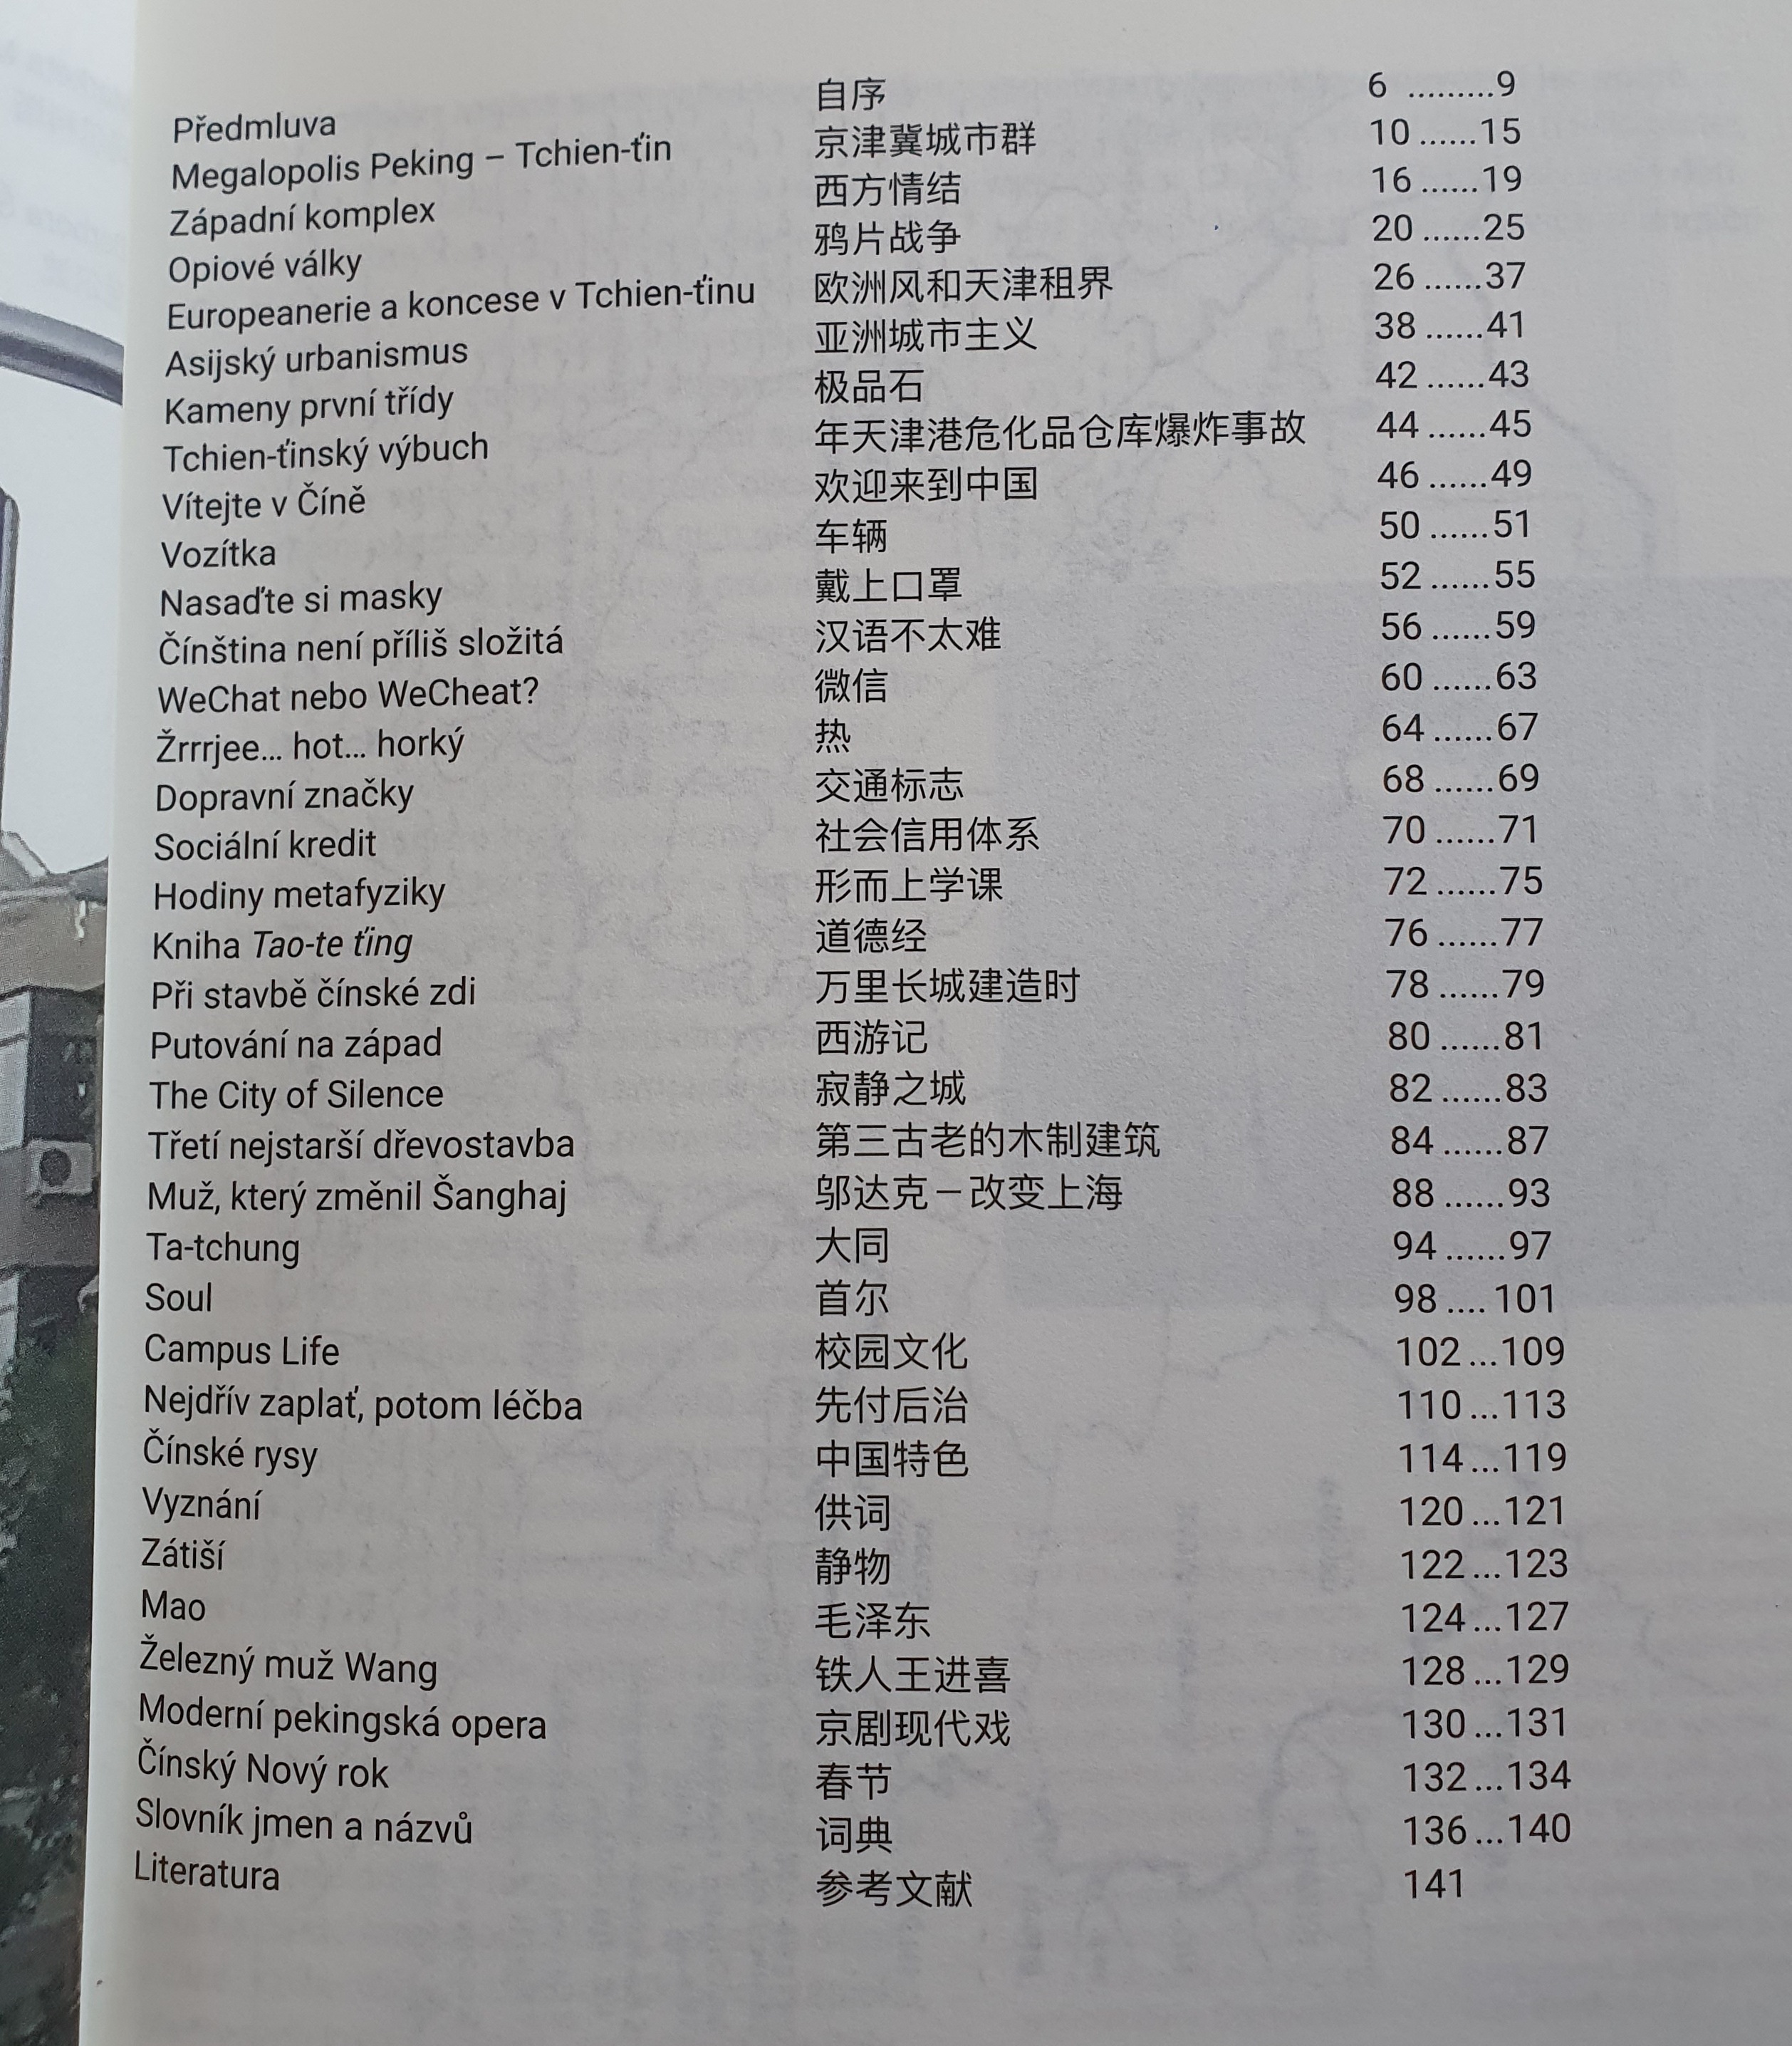 Předmluva 自序 6 .........9
Megalopolis Peking – Tchien-ťin 京津冀城市群 10 ......15
Západní komplex 西方情结 16 ......19
Opiové války 鸦片战争 20 ......25
Europeanerie a koncese v Tchien-ťinu 欧洲风和天津租界 26 ......37
Asijský urbanismus 亚洲城市主义 38 ......41
Kameny první třídy 极品石 42 ......43
Tchien-ťinský výbuch 年天津港危化品仓库爆炸事故 44 ......45
Vítejte v Číně 欢迎来到中国 46 ......49
Vozítka 车辆 50 ......51
Nasaďte si masky 戴上口罩 52 ......55
Čínština není příliš složitá 汉语不太难 56 ......59
WeChat nebo WeCheat? 微信 60 ......63
Žrrrjee... hot... horký 热 64 ......67
Dopravní značky 交通标志 68 ......69
Sociální kredit 社会信用体系 70 ......71
Hodiny metafyziky 形而上学课 72 ......75
Kniha Tao-te ťing 道德经 76 ......77
Při stavbě čínské zdi 万里长城建造时 78 ......79
Putování na západ 西游记 80 ......81
The City of Silence 寂静之城 82 ......83
Třetí nejstarší dřevostavba 第三古老的木制建筑 84 ......87
Muž, který změnil Šanghaj 邬达克－改变上海 88 ......93
Ta-tchung 大同 94 ......97
Soul 首尔 98 .... 101
Campus Life 校园文化 102 ...109
Nejdřív zaplať, potom léčba 先付后治 110 ...113
Čínské rysy 中国特色 114 ...119
Vyznání 供词 120 ...121
Zátiší 静物 122 ...123
Mao 毛泽东 124 ...127
Železný muž Wang 铁人王进喜 128 ...129
Moderní pekingská opera 京剧现代戏 130 ...131
Čínský Nový rok 春节 132 ...134
Slovník jmen a názvů 词典 136 ...140
Literatura 参考文献 141